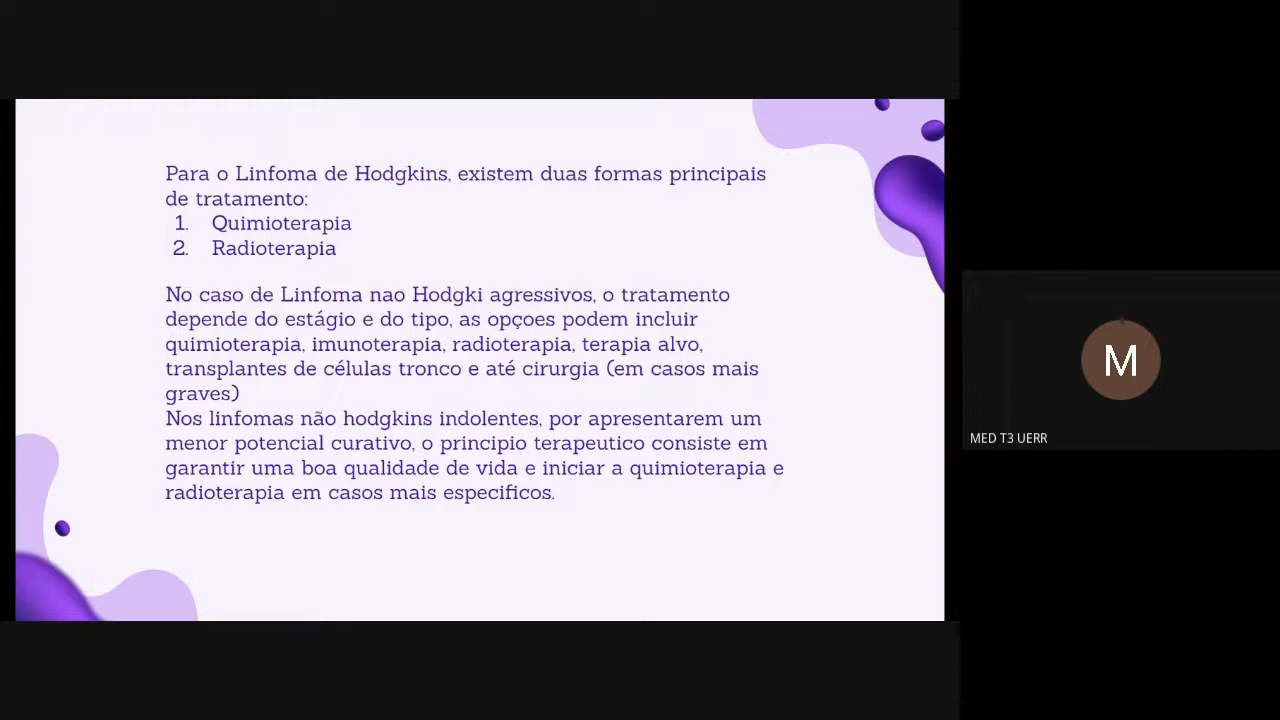 Para o Linfoma de Hodgkins, existem duas formas principais
de tratamento:
1. Quimioterapia
2. Radioterapia
No caso de Linfoma nao Hodgki agressivos, o tratamento
depende do estágio e do tipo, as opçoes podem incluir
quimioterapia, imunoterapia, radioterapia, terapia alvo,
transplantes de células tronco e até cirurgia (em casos mais
graves)
Nos linfomas não hodgkins indolentes, por apresentarem um
menor potencial curativo, o principio terapeutico consiste em
garantir uma boa qualidade de vida e iniciar a quimioterapia e
radioterapia em casos mais especificos.
M
MED T3 UERR